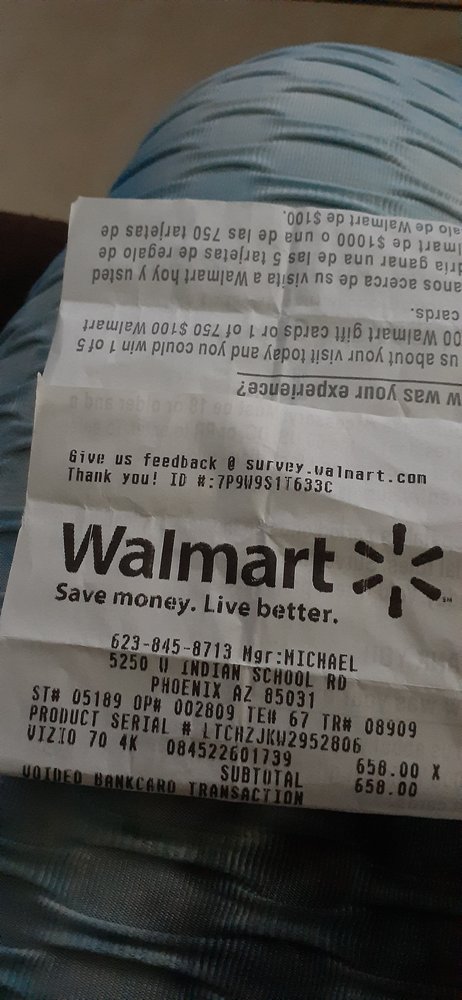 alo de Walmart de $100.
lmart de $1000 o una de las 750 tarjetas de
dría ganar una de las 5 tarjetas de regalo de
anos acerca de su visita a Walmart hoy y usted
cards.
00 Walmart gift cards or 1 of 750 $100 Walmart
us about your visit today and you could win 1 of 5
w was your experience?
Give us feedback @ survey.walmart.com
Thank you! ID #:7P9W9S1T633C
Walmart
Save money. Live better.
623-845-8713 Mgr:MICHAEL
5250 W INDIAN SCHOOL RD
PHOENIX AZ 85031
ST# 05189 OP# 002809 TE# 67 TR# 08909
PRODUCT SERIAL # LTCHZJKW2952806
VIZIO 70 4K 084522601739 658.00 X
SUBTOTAL 658.00
VOIDED BANKCARD TRANSACTION